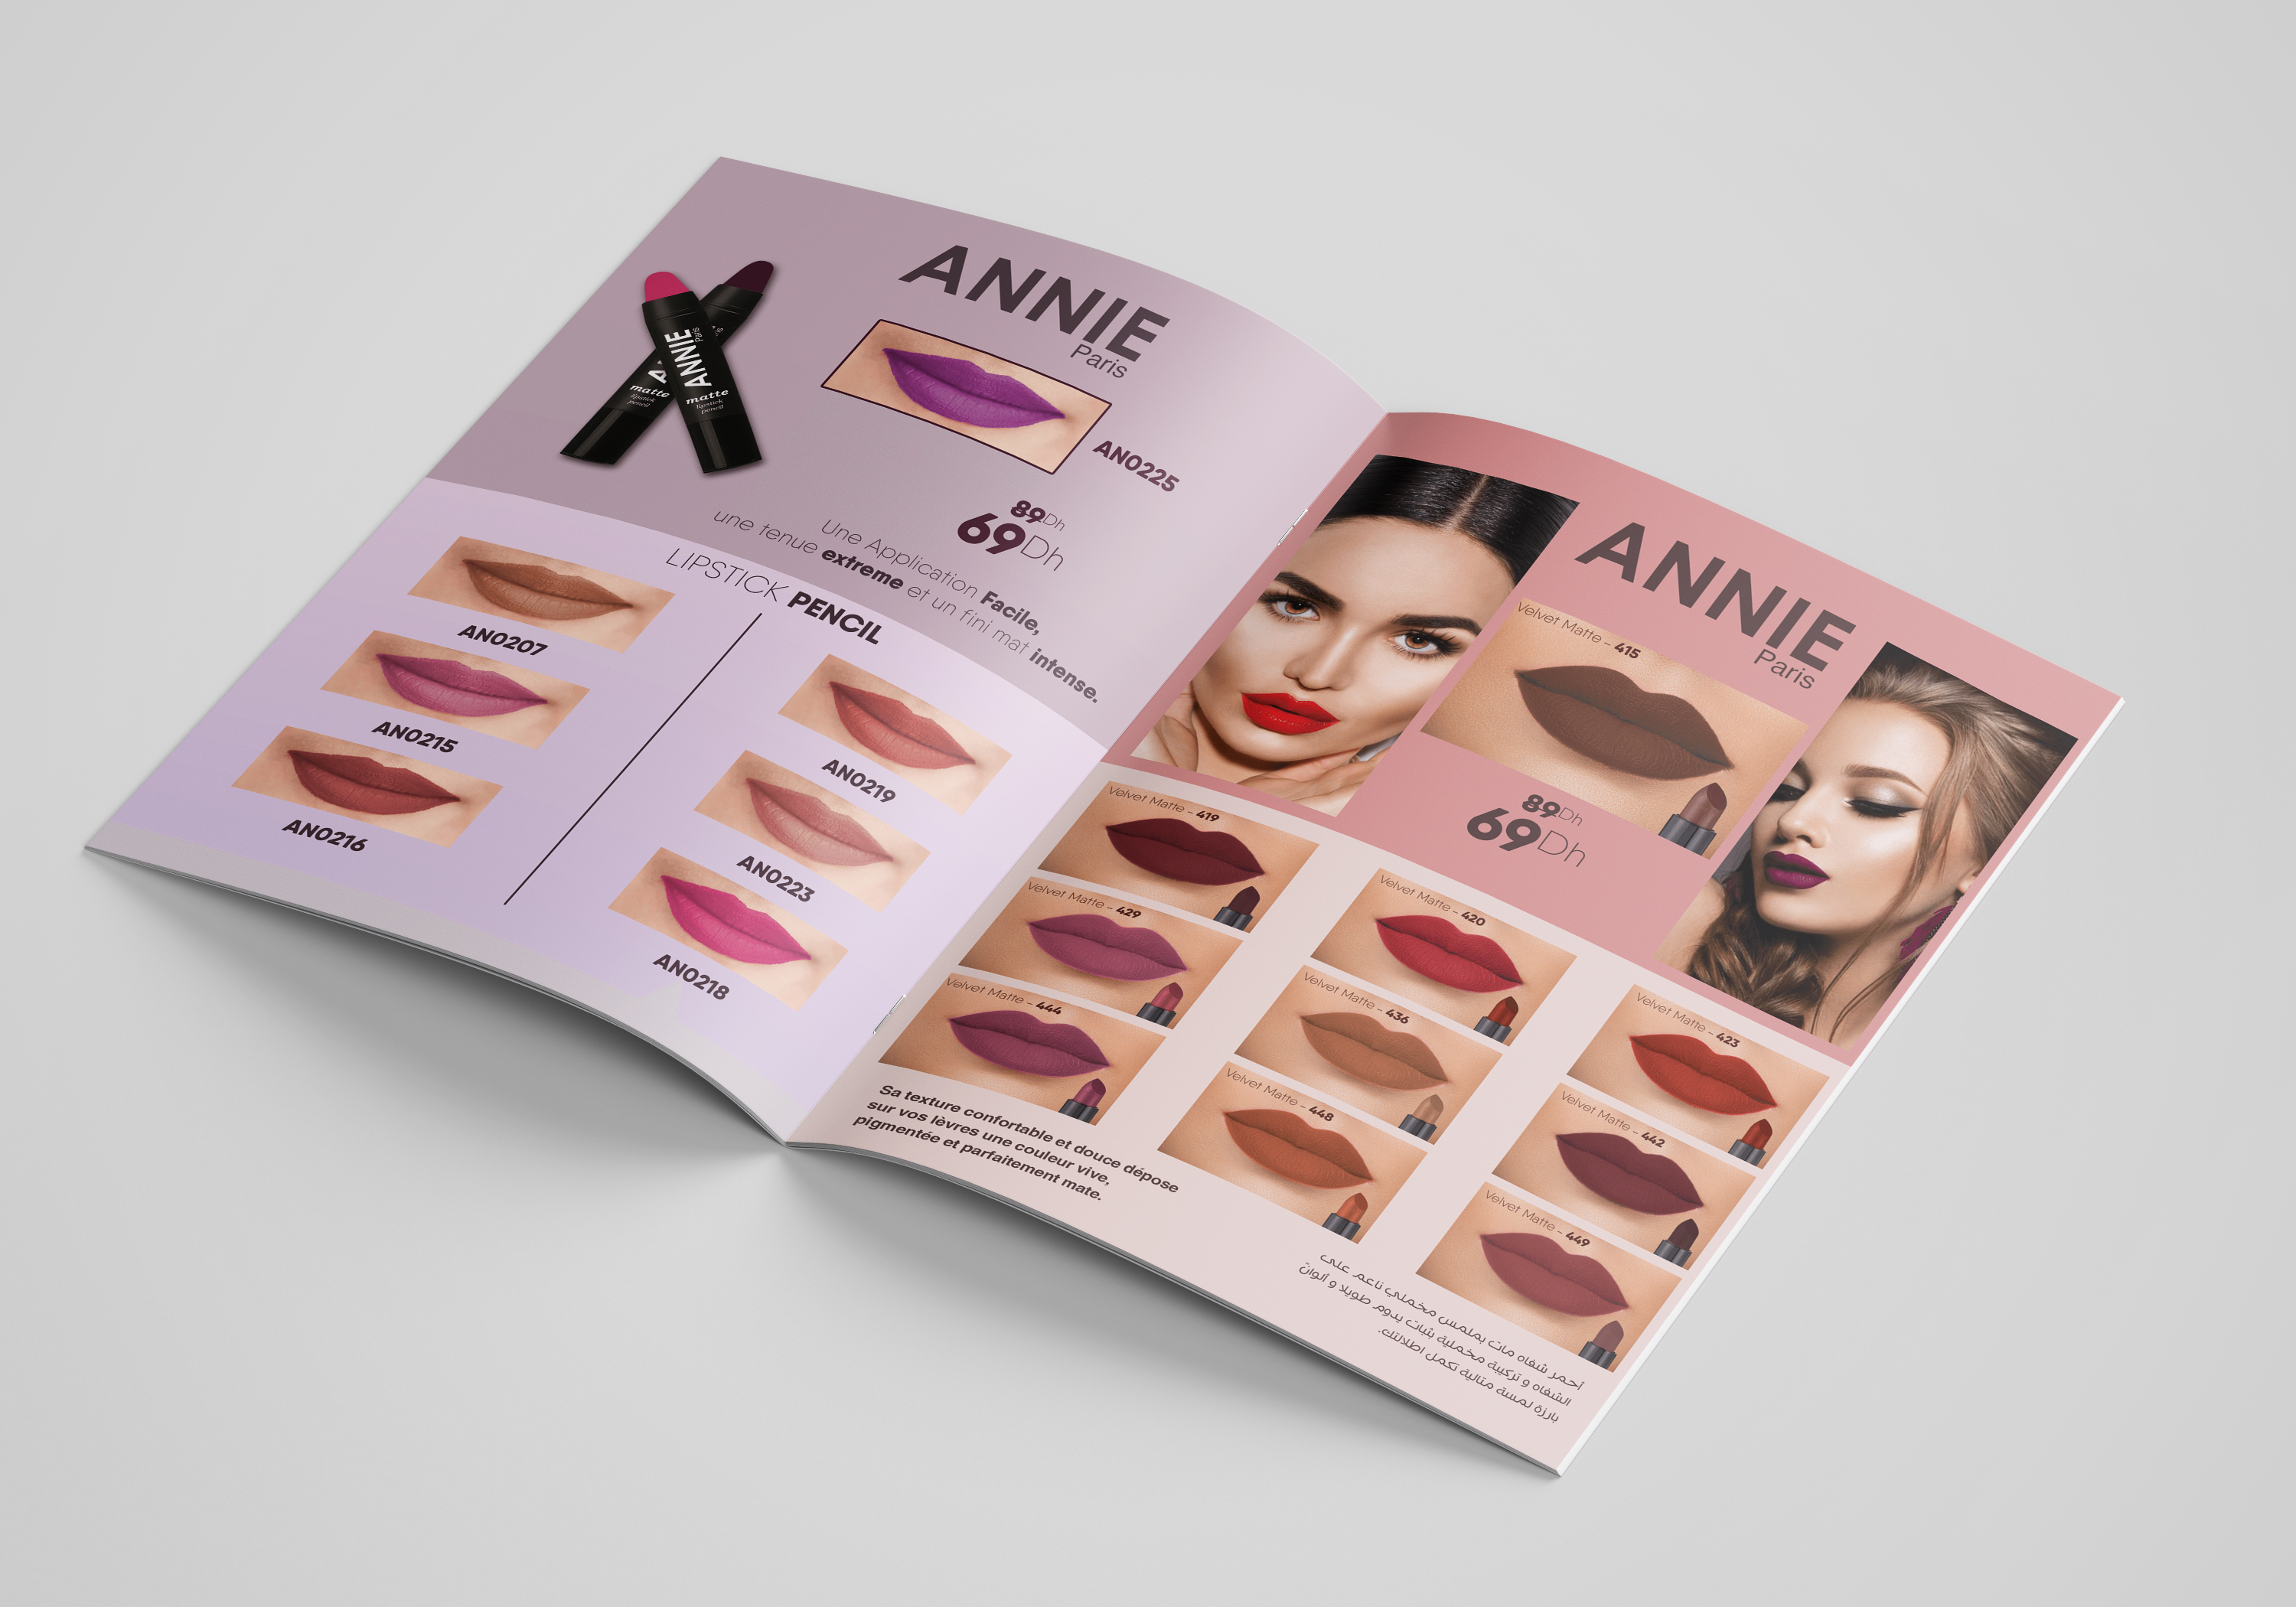 ANNIE
Paris
ANNIE
Paris
matte
lipstick
pencil
matte
lipstick
pencil
AN0225
89Dh
69Dh
Une Application Facile,
une tenue extreme et un fini mat intense.
LIPSTICK PENCIL
AN0207
AN0215
AN0216
AN0219
AN0223
AN0218
ANNIE
Paris
Velvet Matte - 415
89Dh
69Dh
Velvet Matte - 419
Velvet Matte - 429
Velvet Matte - 444
Velvet Matte - 420
Velvet Matte - 436
Velvet Matte - 448
Velvet Matte - 423
Velvet Matte - 442
Velvet Matte - 449
Sa texture confortable et douce dépose
sur vos lèvres une couleur vive,
pigmentée et parfaitement mate.
أحمر شفاه مات بملمس مخملي ناعم على
الشفاه و تركيبة مخملية بثبات يدوم طويلا و ألوان
بارزة لمسة مثالية تكمل اطلالتك.